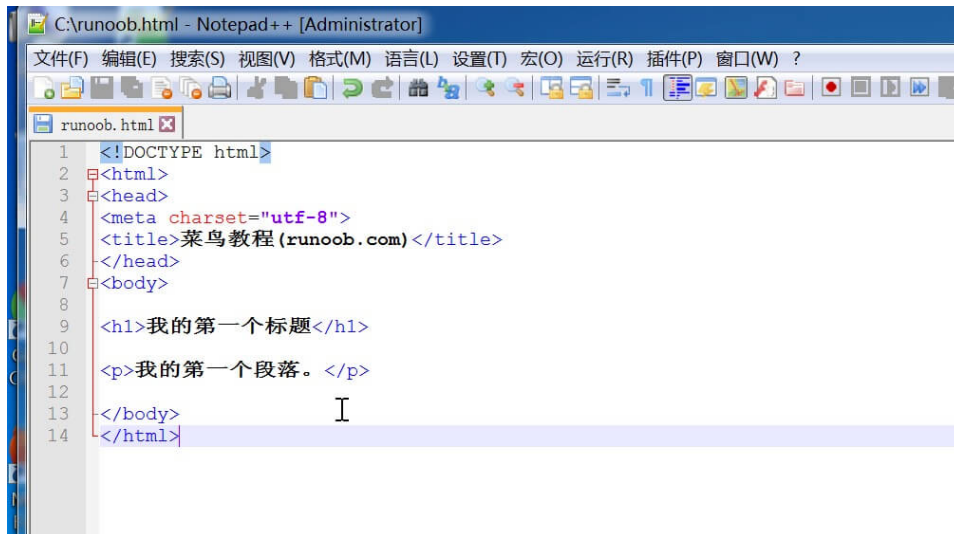 C:\runoob.html - Notepad++ [Administrator]
文件(F) 编辑(E) 搜索(S) 视图(V) 格式(M) 语言(L) 设置(T) 宏(O) 运行(R) 插件(P) 窗口(W) ?
runoob.html
1 <!DOCTYPE html>
2 <html>
3 <head>
4 <meta charset="utf-8">
5 <title>菜鸟教程(runoob.com)</title>
6 </head>
7 <body>
8
9 <h1>我的第一个标题</h1>
10
11 <p>我的第一个段落。</p>
12
13 </body>
14 </html>